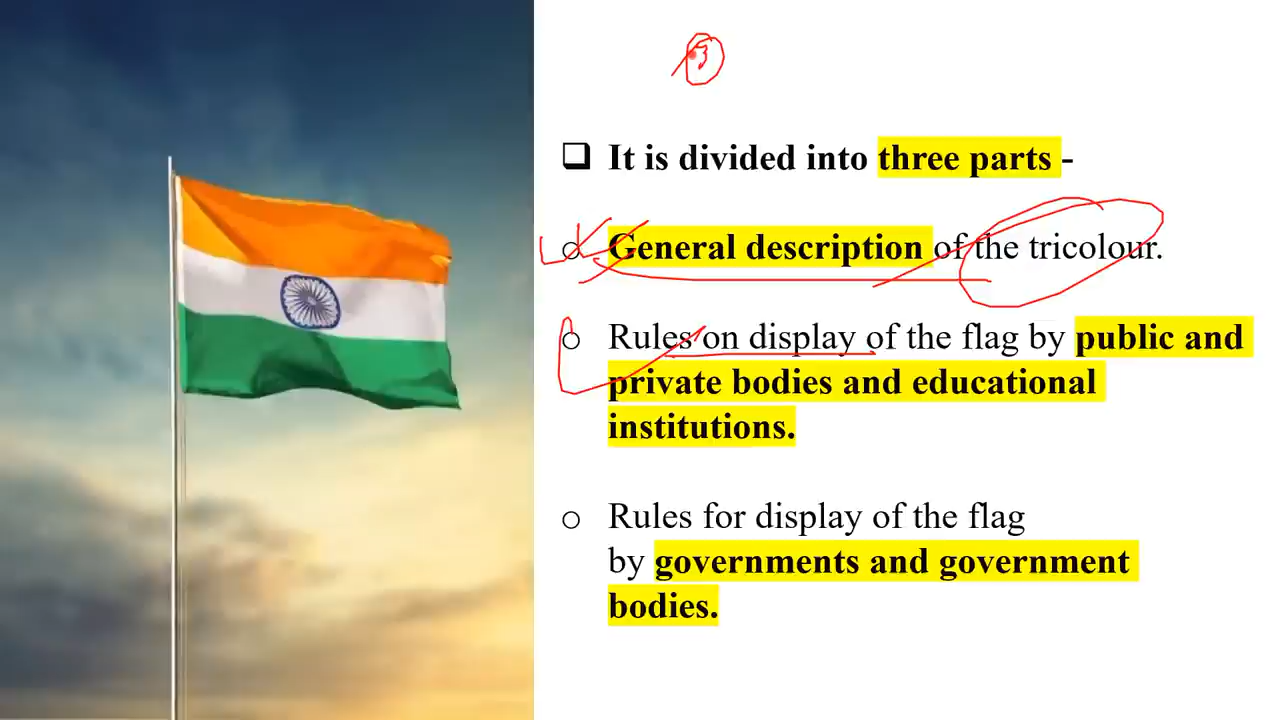 3
It is divided into three parts -
General description of the tricolour.
Rules on display of the flag by public and
private bodies and educational
institutions.
Rules for display of the flag
by governments and government
bodies.